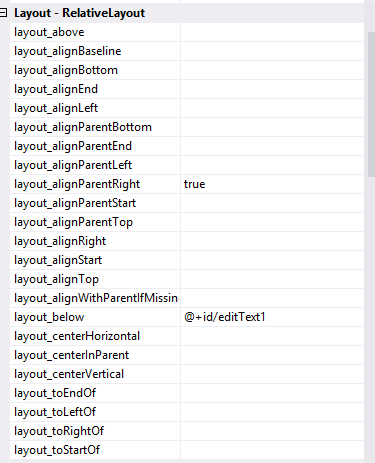 Layout - RelativeLayout
layout_above
layout_alignBaseline
layout_alignBottom
layout_alignEnd
layout_alignLeft
layout_alignParentBottom
layout_alignParentEnd
layout_alignParentLeft
layout_alignParentRight true
layout_alignParentStart
layout_alignParentTop
layout_alignRight
layout_alignStart
layout_alignTop
layout_alignWithParentIfMissin
layout_below @+id/editText1
layout_centerHorizontal
layout_centerInParent
layout_centerVertical
layout_toEndOf
layout_toLeftOf
layout_toRightOf
layout_toStartOf